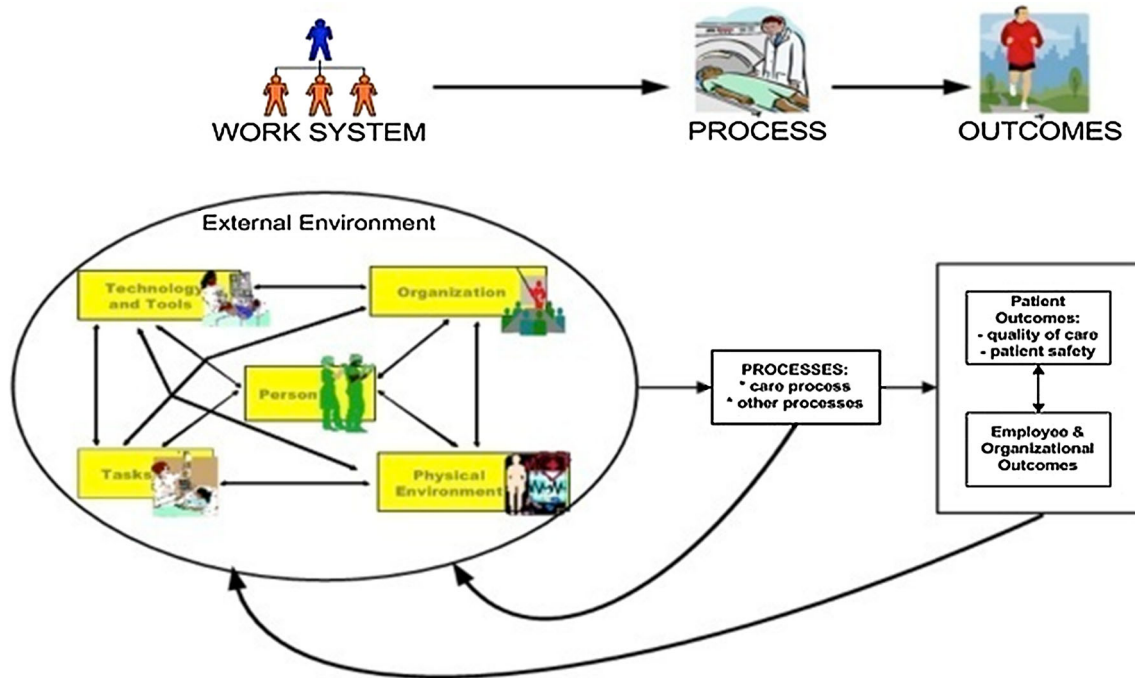 WORK SYSTEM
PROCESS
OUTCOMES
External Environment
Technology
and Tools
Organization
Person
Tasks
Physical
Environment
PROCESSES:
* care process
* other processes
Patient
Outcomes:
- quality of care
- patient safety
Employee &
Organizational
Outcomes